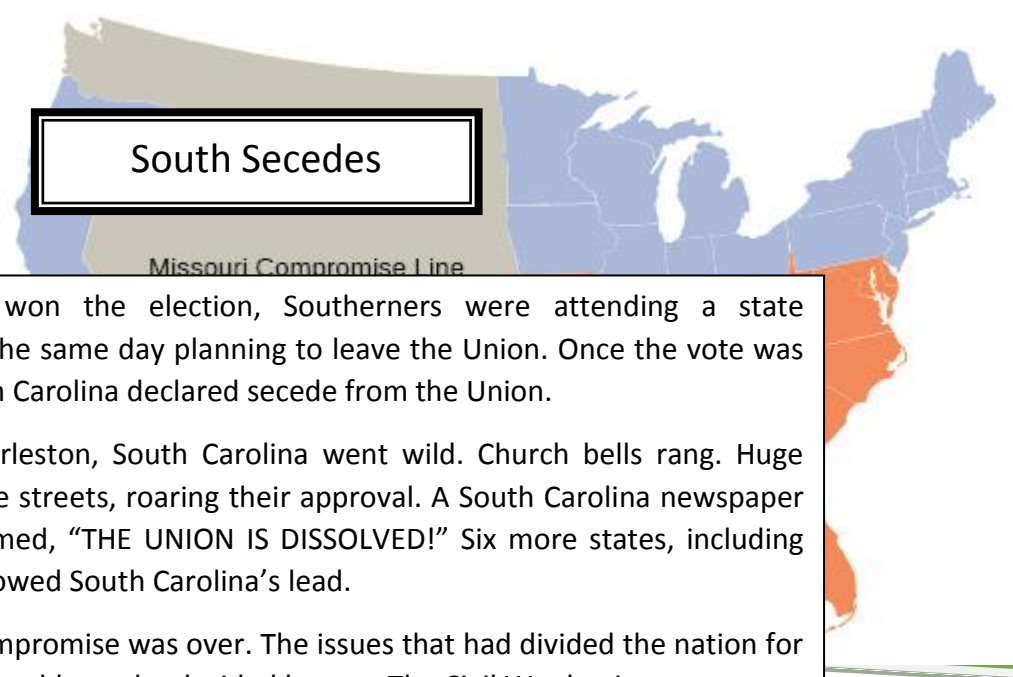 South Secedes
Missouri Compromise Line
won the election, Southerners were attending a state
he same day planning to leave the Union. Once the vote was
Carolina declared secede from the Union.
rleston, South Carolina went wild. Church bells rang. Huge
streets, roaring their approval. A South Carolina newspaper
med, “THE UNION IS DISSOLVED!” Six more states, including
owed South Carolina’s lead.
mpromise was over. The issues that had divided the nation for